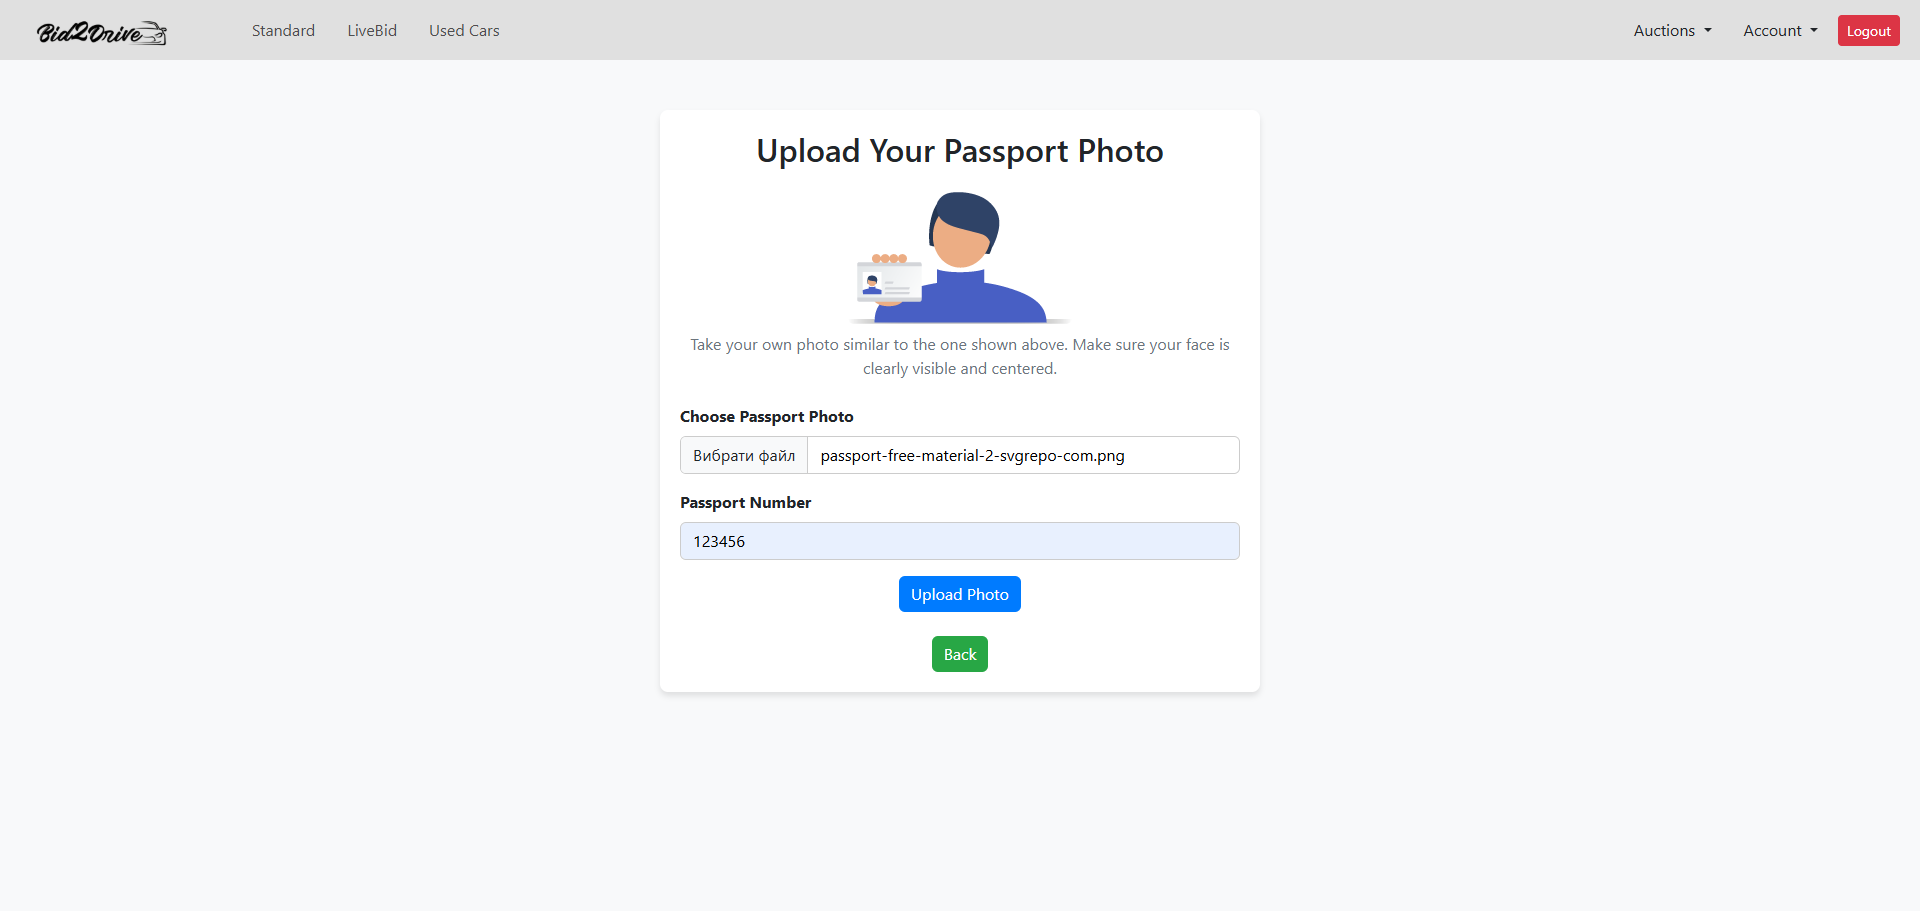 Bid2Drive
Standard
LiveBid
Used Cars
Auctions
Account
Logout
Upload Your Passport Photo
Take your own photo similar to the one shown above. Make sure your face is
clearly visible and centered.
Choose Passport Photo
Вибрати файл
passport-free-material-2-svgrepo-com.png
Passport Number
123456
Upload Photo
Back